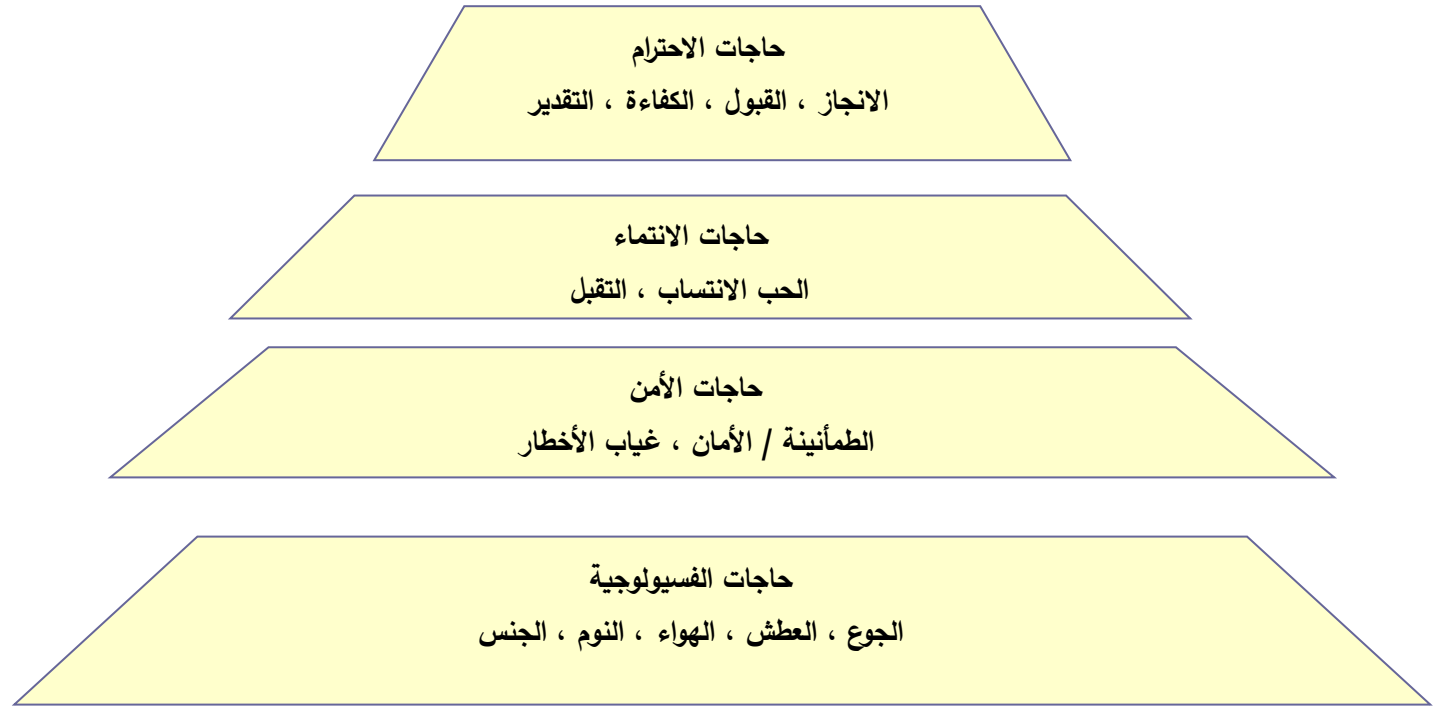 حاجات الاحترام
الانجاز ، القبول ، الكفاءة ، التقدير
حاجات الانتماء
الحب الانتساب ، التقبل
حاجات الأمن
الطمأنينة / الأمان ، غياب الأخطار
حاجات الفسيولوجية
الجوع ، العطش ، الهواء ، النوم ، الجنس